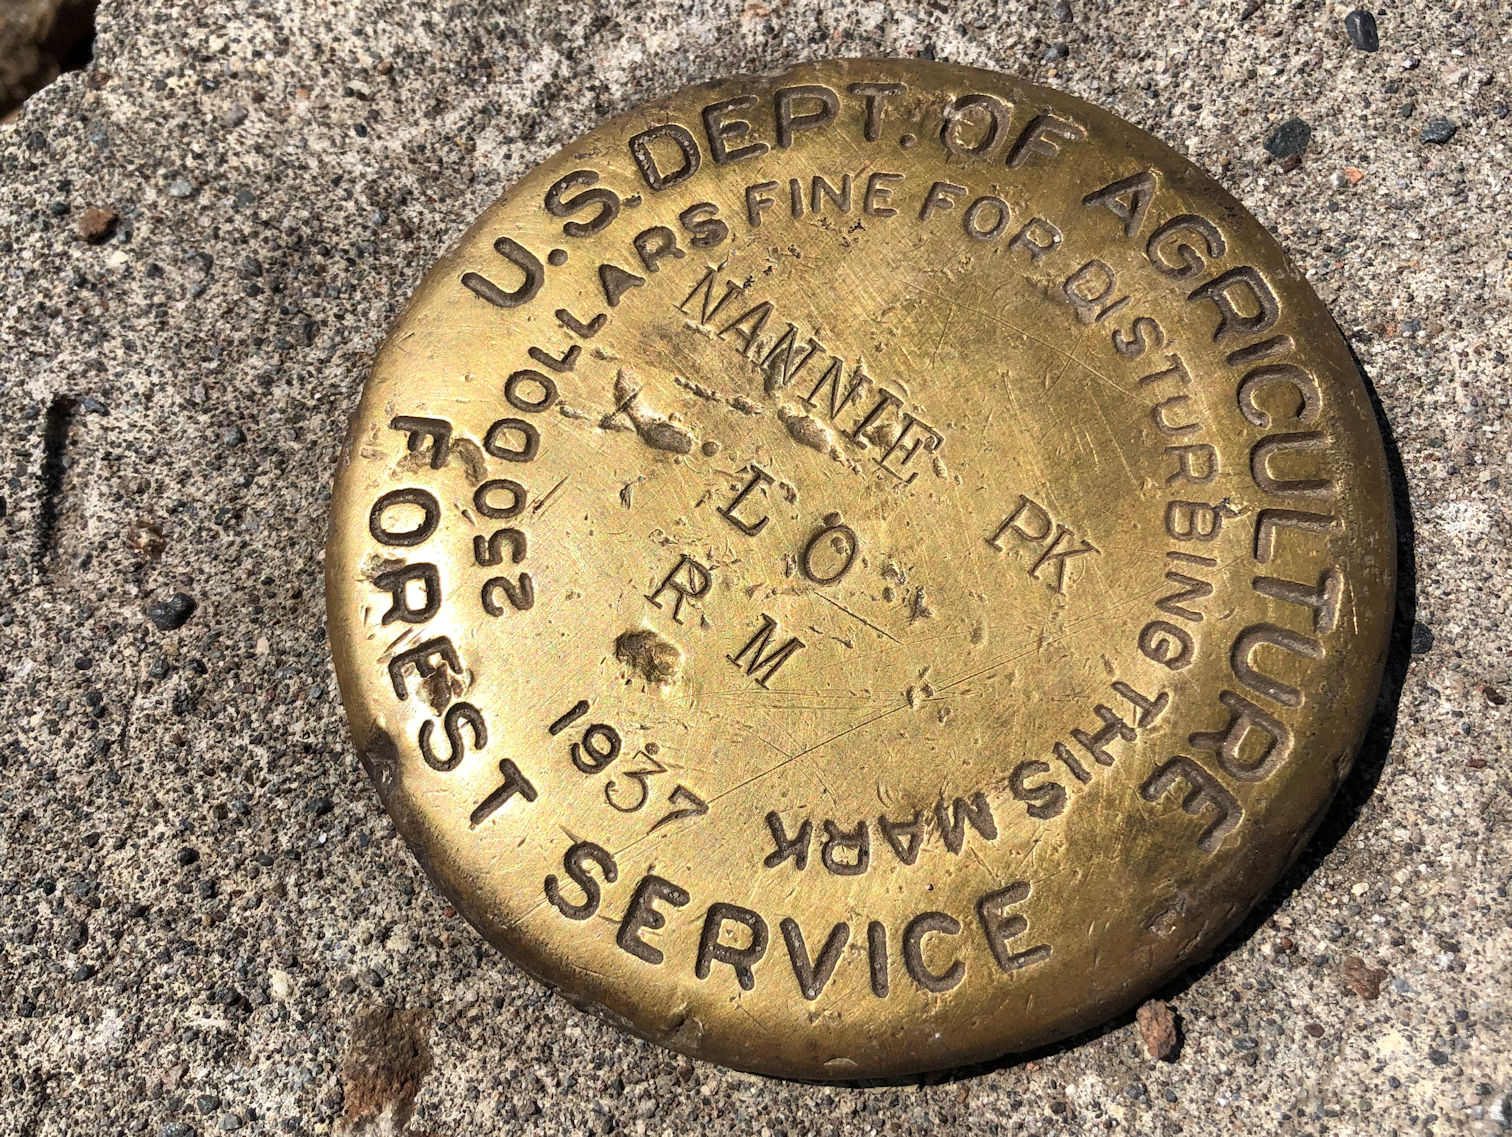 U.S. DEPT. OF AGRICULTURE
FOREST SERVICE
250 DOLLARS FINE FOR DISTURBING THIS MARK
NANNIE PK
L O
R M
1937